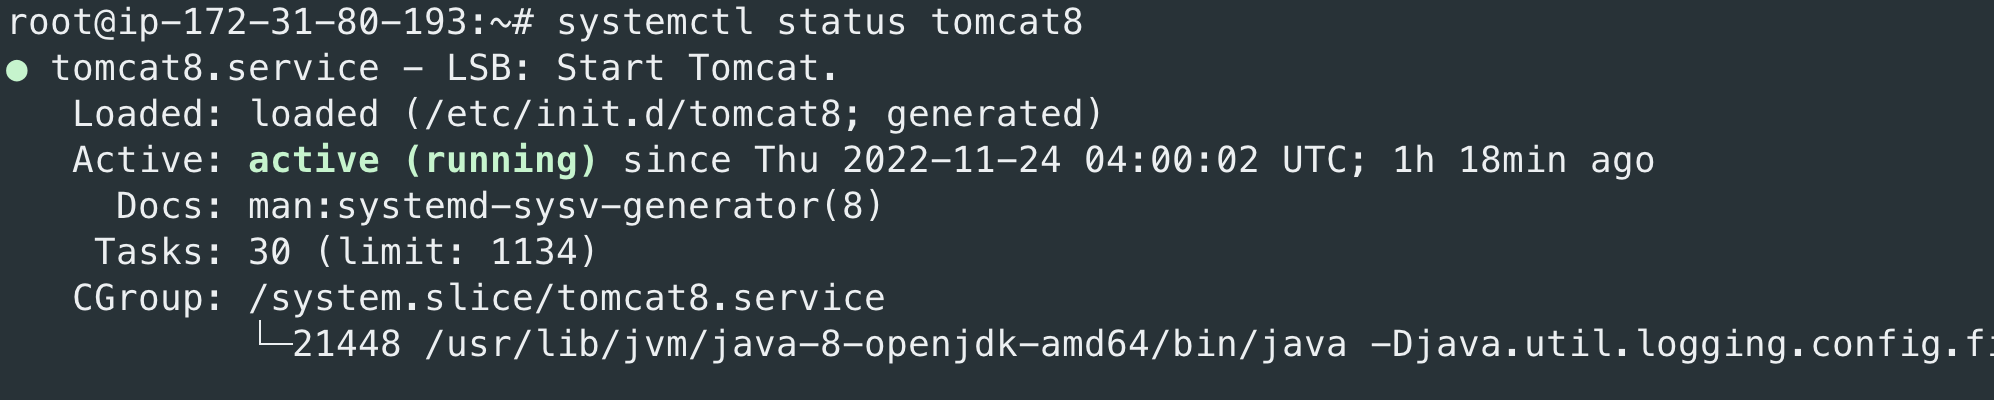 root@ip-172-31-80-193:~# systemctl status tomcat8
● tomcat8.service - LSB: Start Tomcat.
   Loaded: loaded (/etc/init.d/tomcat8; generated)
   Active: active (running) since Thu 2022-11-24 04:00:02 UTC; 1h 18min ago
     Docs: man:systemd-sysv-generator(8)
    Tasks: 30 (limit: 1134)
   CGroup: /system.slice/tomcat8.service
           └─21448 /usr/lib/jvm/java-8-openjdk-amd64/bin/java -Djava.util.logging.config.fi